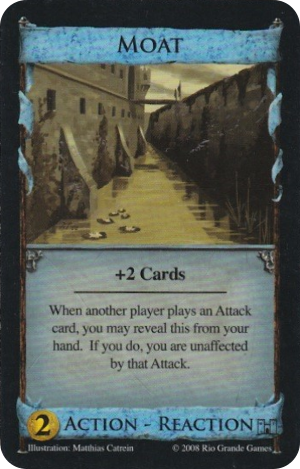 MOAT
+2 Cards
When another player plays an Attack
card, you may reveal this from your
hand.  If you do, you are unaffected
by that Attack.
2 ACTION - REACTION
Illustration: Matthias Catrein © 2008 Rio Grande Games